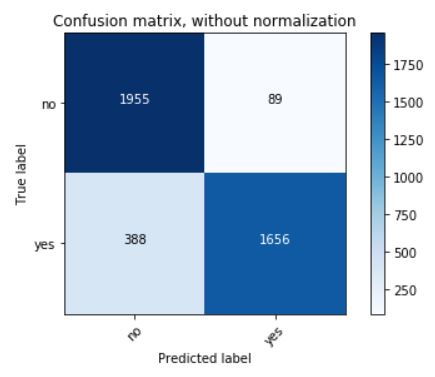 Confusion matrix, without normalization
True label
no
1955
89
yes
388
1656
no
yes
Predicted label
1750
1500
1250
1000
750
500
250